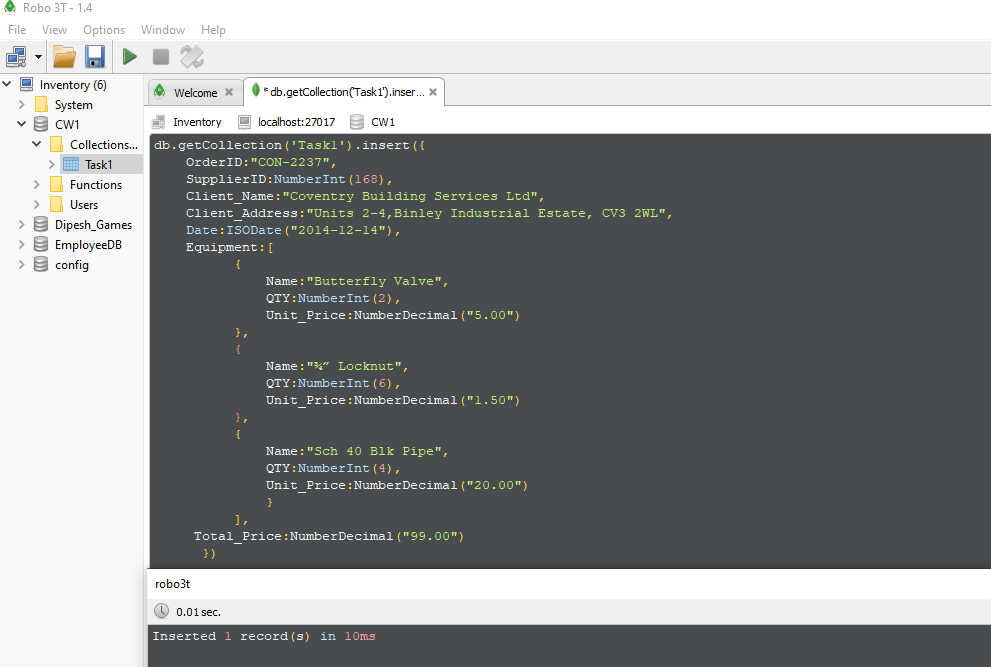 Robo 3T - 1.4
File View Options Window Help
Inventory (6)
System
CW1
Collections...
Task1
Functions
Users
Dipesh_Games
EmployeeDB
config
Welcome
* db.getCollection('Task1').inser...
Inventory localhost:27017 CW1
db.getCollection('Task1').insert({
OrderID:"CON-2237",
SupplierID:NumberInt(168),
Client_Name:"Coventry Building Services Ltd",
Client_Address:"Units 2-4,Binley Industrial Estate, CV3 2WL",
Date:ISODate("2014-12-14"),
Equipment:[
{
Name:"Butterfly Valve",
QTY:NumberInt(2),
Unit_Price:NumberDecimal("5.00")
},
{
Name:"¾” Locknut",
QTY:NumberInt(6),
Unit_Price:NumberDecimal("1.50")
},
{
Name:"Sch 40 Blk Pipe",
QTY:NumberInt(4),
Unit_Price:NumberDecimal("20.00")
}
],
Total_Price:NumberDecimal("99.00")
})
robo3t
0.01 sec.
Inserted 1 record(s) in 10ms